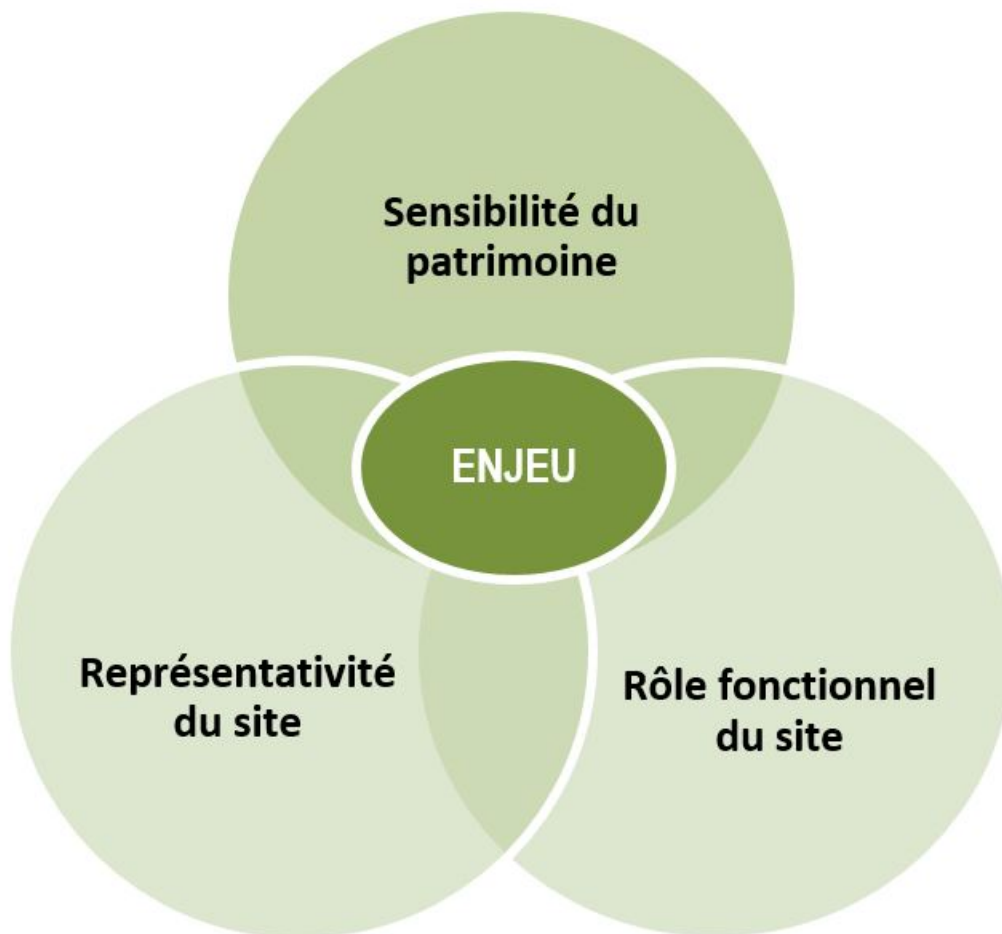 Sensibilité du
patrimoine
ENJEU
Représentativité
du site
Rôle fonctionnel
du site